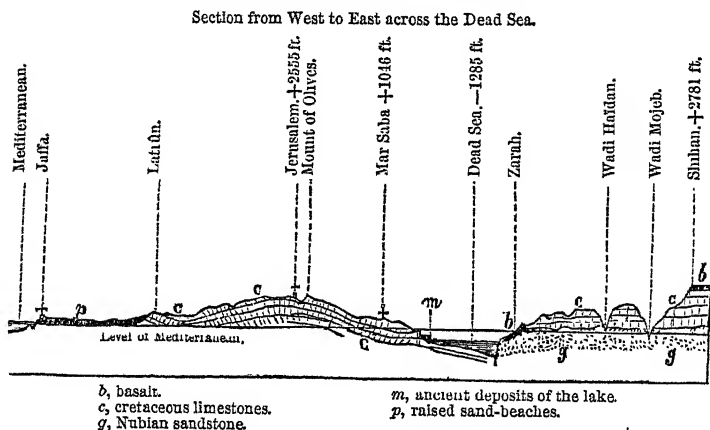 Section from West to East across the Dead Sea.
Mediterranean.
Jaffa.
Latrûn.
Jerusalem. +2555 ft.
Mount of Olives.
Mar Saba +1046 ft.
Dead Sea. —1285 ft.
Zarah.
Wadi Haîdan.
Wadi Mojeb.
Shihan. +2781 ft.
b
p
c
c
m
b
c
c
c
g
g
Level of Mediterranean.
b, basalt.
c, cretaceous limestones.
g, Nubian sandstone.
m, ancient deposits of the lake.
p, raised sand-beaches.